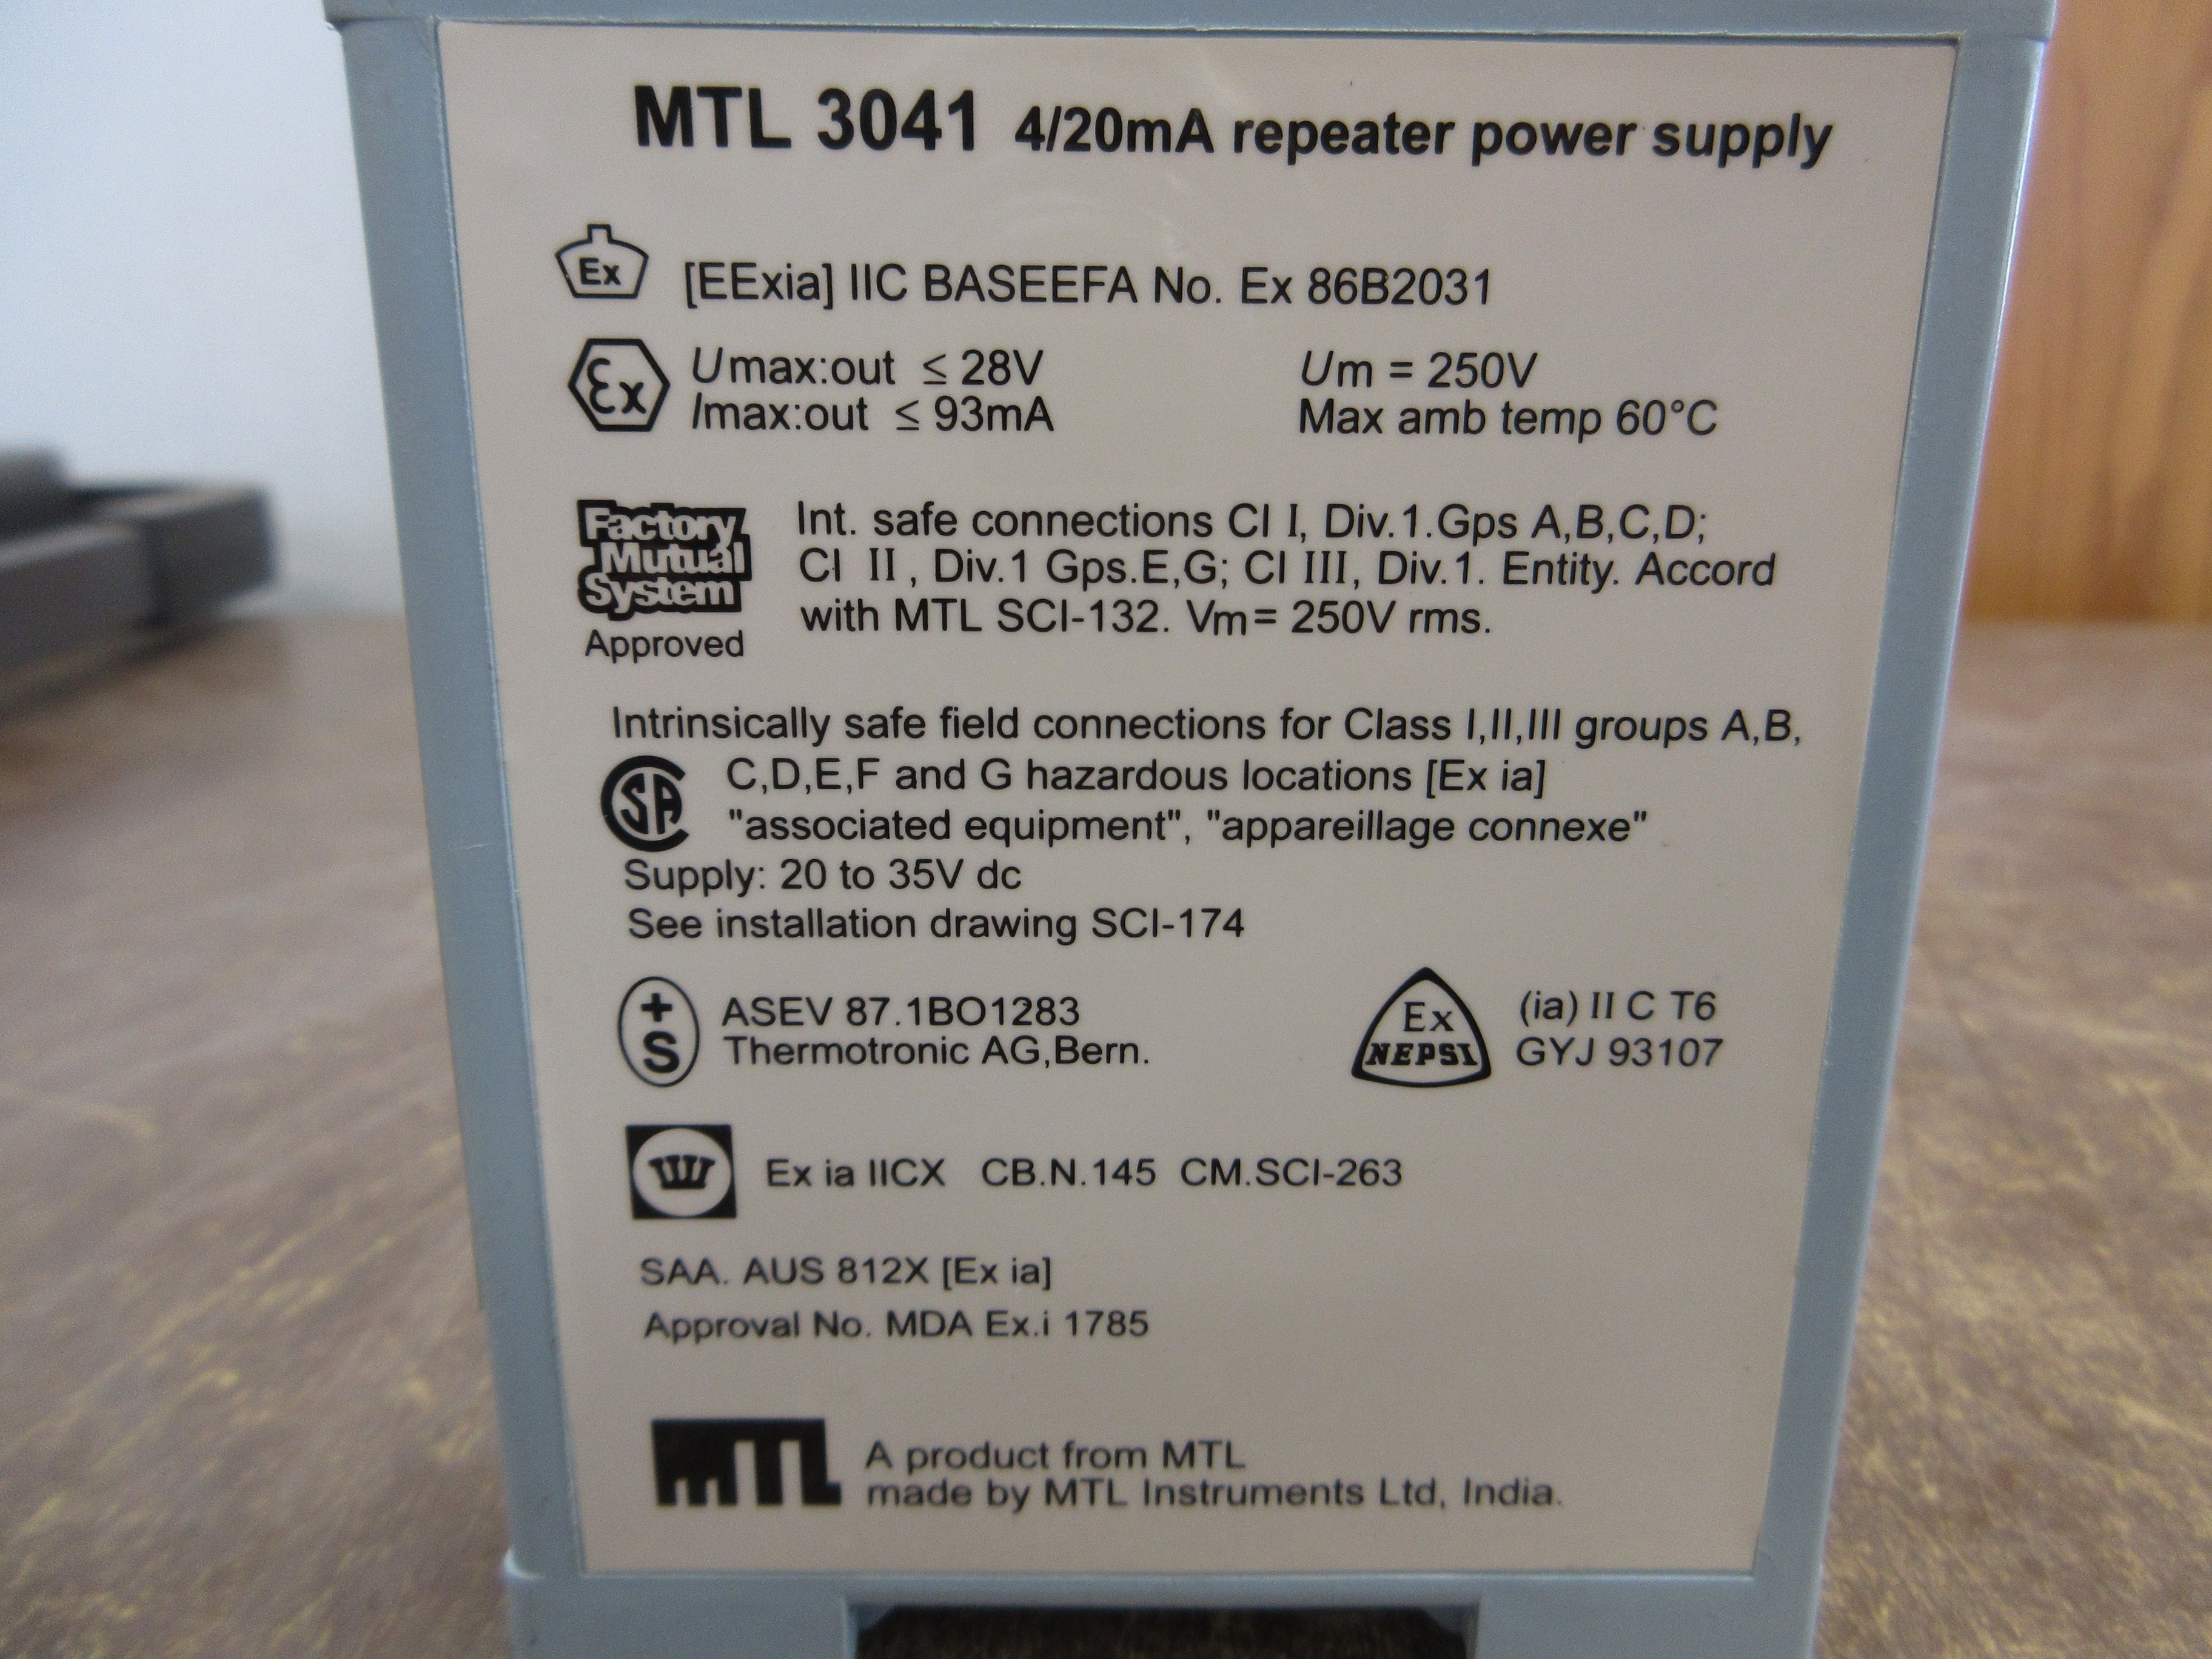 MTL 3041 4/20mA repeater power supply
Ex [EExia] IIC BASEEFA No. Ex 86B2031
Ex Umax:out ≤ 28V Um = 250V
Imax:out ≤ 93mA Max amb temp 60°C
Factory Mutual System Approved
Int. safe connections Cl I, Div.1.Gps A,B,C,D;
Cl II , Div.1 Gps.E,G; Cl III, Div.1. Entity. Accord
with MTL SCI-132. Vm= 250V rms.
Intrinsically safe field connections for Class I,II,III groups A,B,
SA C,D,E,F and G hazardous locations [Ex ia]
"associated equipment", "appareillage connexe"
Supply: 20 to 35V dc
See installation drawing SCI-174
+ S ASEV 87.1BO1283
Thermotronic AG,Bern.
Ex NEPSI (ia) II C T6
GYJ 93107
Ex ia IICX CB.N.145 CM.SCI-263
SAA. AUS 812X [Ex ia]
Approval No. MDA Ex.i 1785
MTL A product from MTL
made by MTL Instruments Ltd, India.